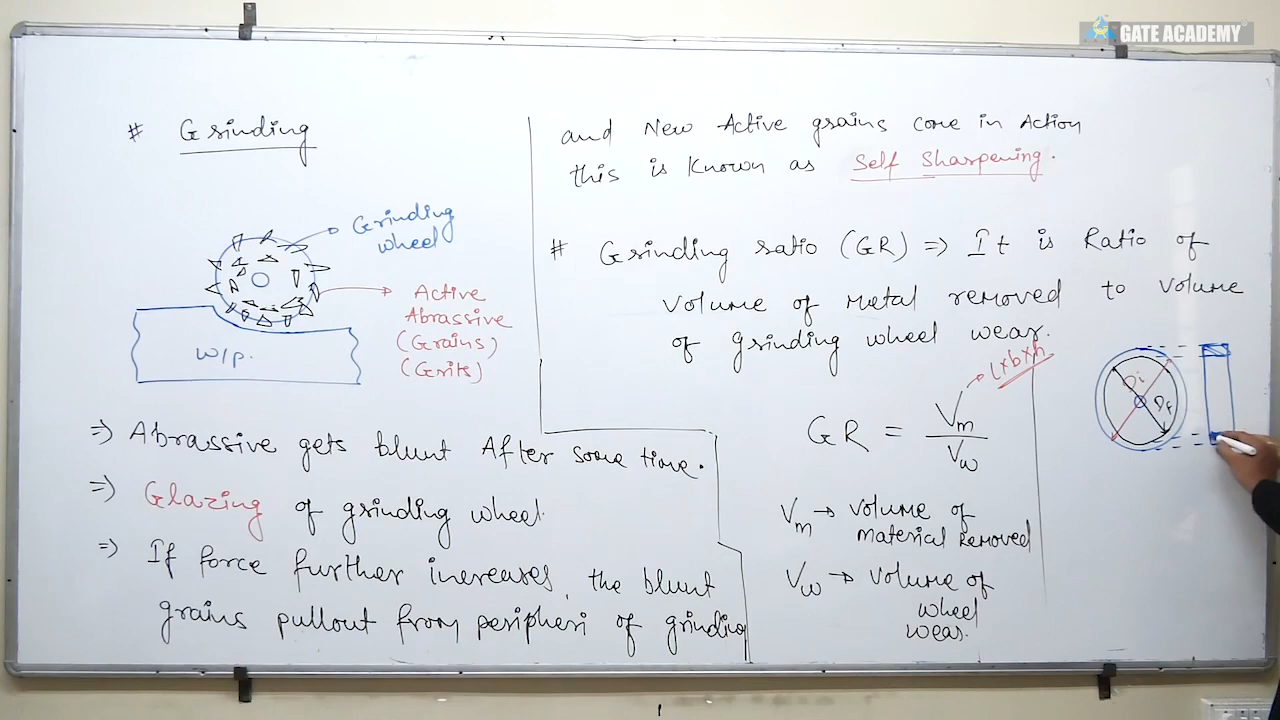 GATE ACADEMY
# Grinding
Grinding
wheel
Active
Abrassive
(Grains)
(Grits)
W/p.
⇒ Abrassive gets blunt After some time.
⇒ Glazing of grinding wheel.
⇒ If force further increases, the blunt
grains pullout from peripheri of grinding
and New Active grains come in Action
this is known as Self Sharpening.
# Grinding ratio (GR) ⇒ It is Ratio of
volume of metal removed to volume
of grinding wheel wear.
l×b×h
GR = Vm / Vw
Vm → volume of
material removed
Vw → volume of
wheel
wear.
Di
Df